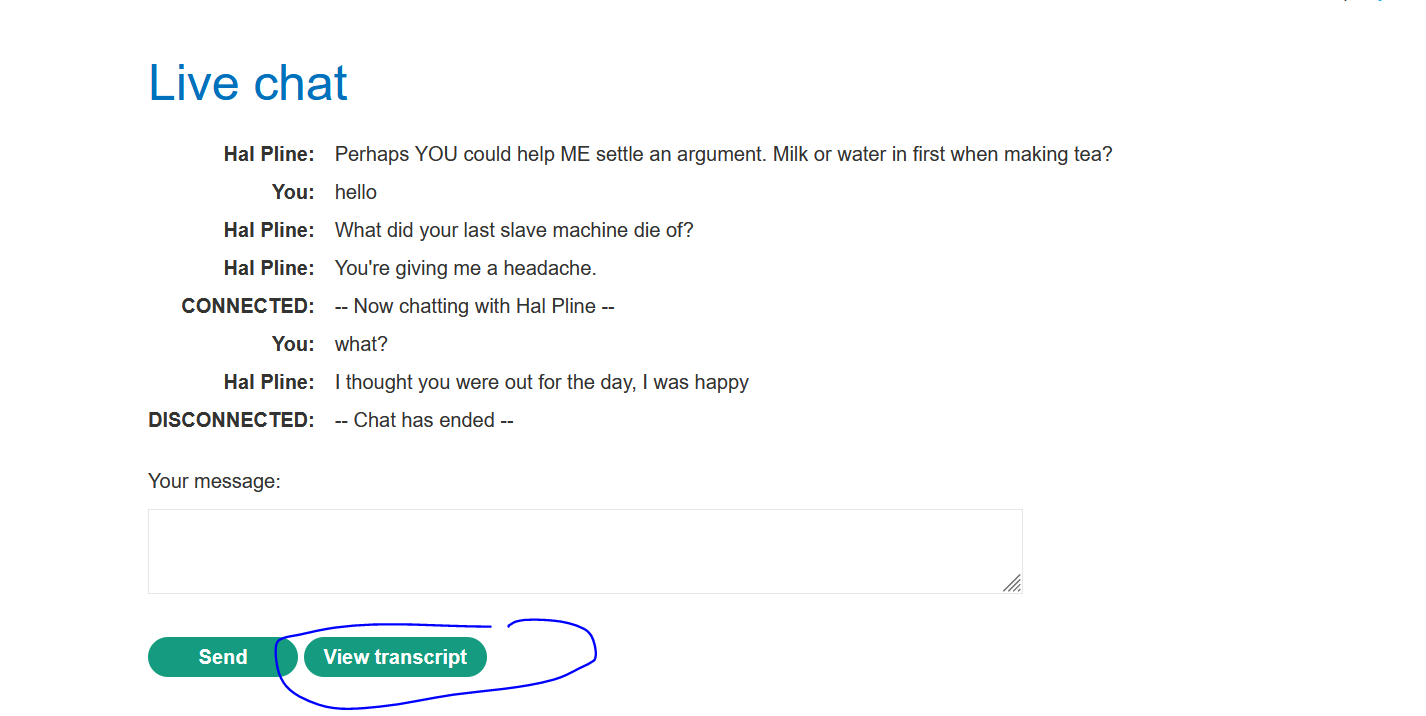 Live chat
Hal Pline: Perhaps YOU could help ME settle an argument. Milk or water in first when making tea?
You: hello
Hal Pline: What did your last slave machine die of?
Hal Pline: You're giving me a headache.
CONNECTED: -- Now chatting with Hal Pline --
You: what?
Hal Pline: I thought you were out for the day, I was happy
DISCONNECTED: -- Chat has ended --
Your message:
Send View transcript